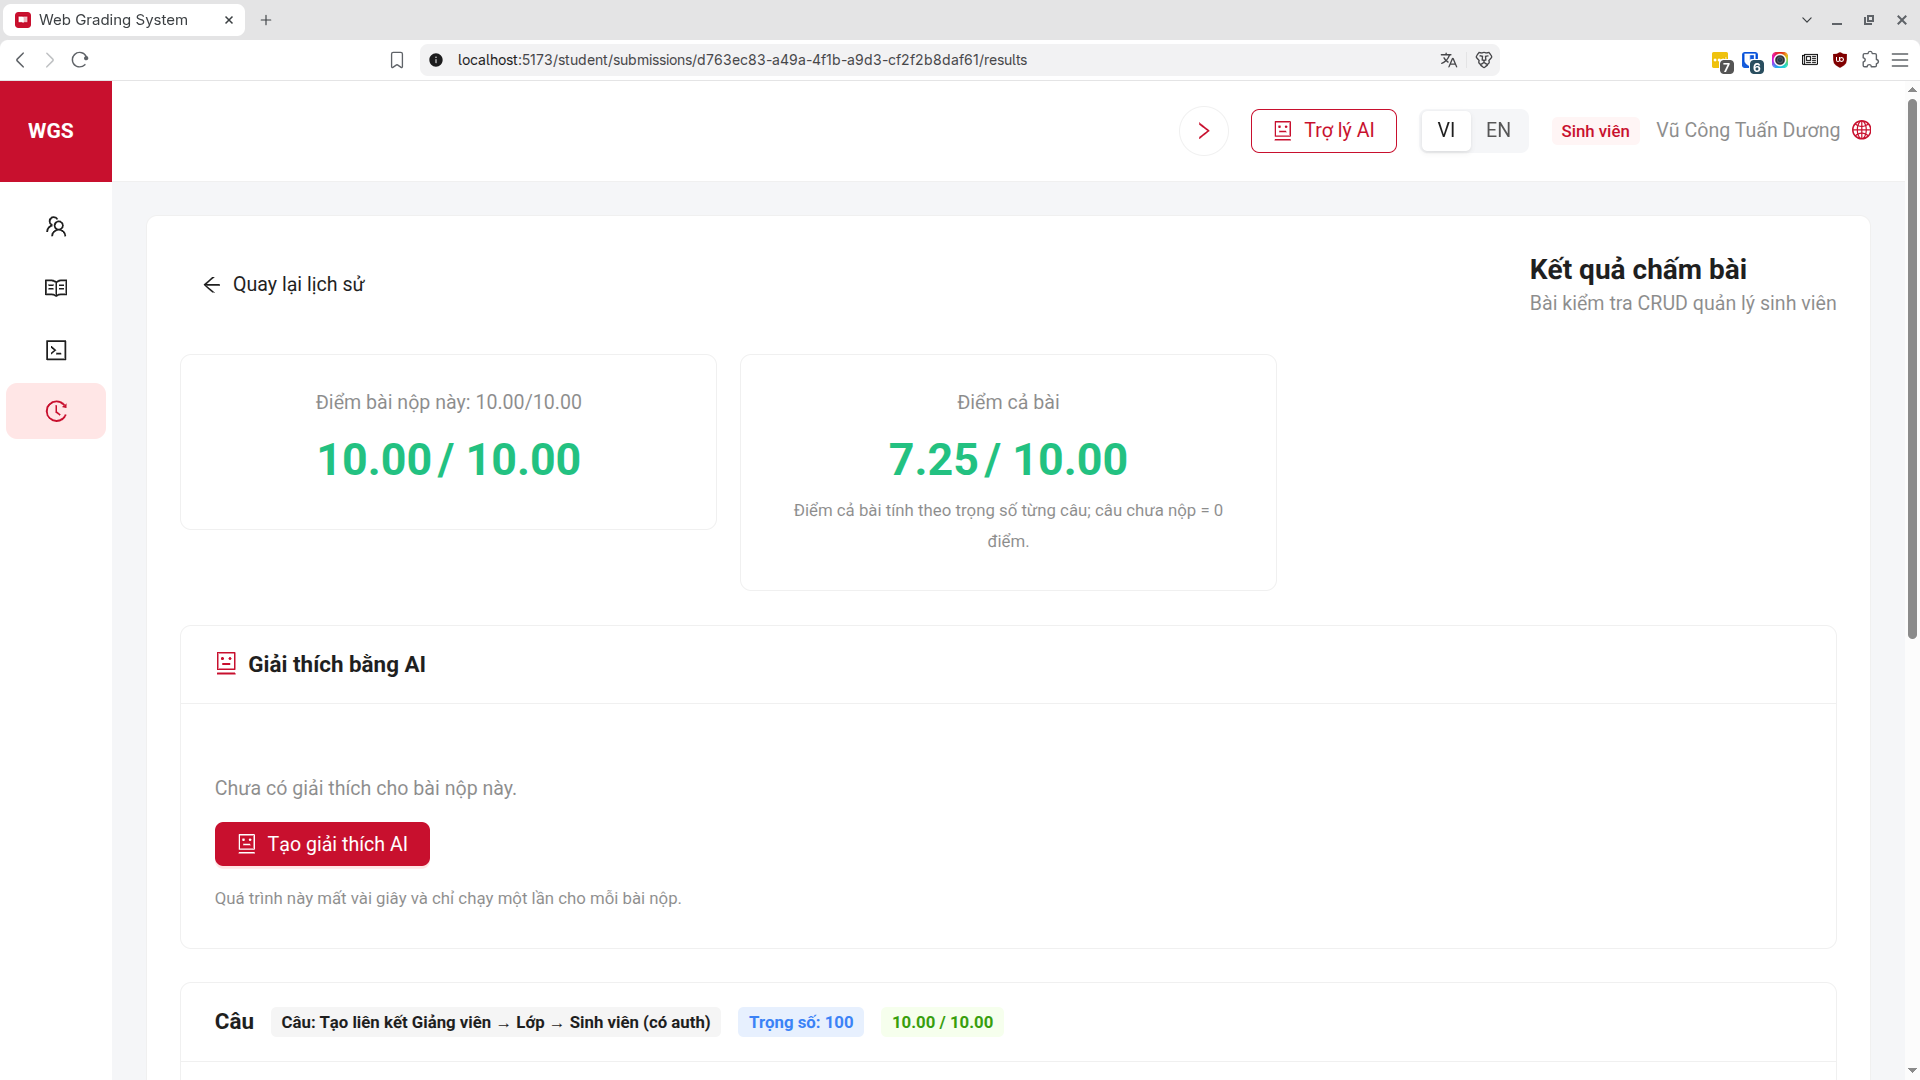 Web Grading System
localhost:5173/student/submissions/d763ec83-a49a-4f1b-a9d3-cf2f2b8daf61/results
7
6
WGS
Trợ lý AI
VI
EN
Sinh viên
Vũ Công Tuấn Dương
Quay lại lịch sử
Kết quả chấm bài
Bài kiểm tra CRUD quản lý sinh viên
Điểm bài nộp này: 10.00/10.00
10.00 / 10.00
Điểm cả bài
7.25 / 10.00
Điểm cả bài tính theo trọng số từng câu; câu chưa nộp = 0
điểm.
Giải thích bằng AI
Chưa có giải thích cho bài nộp này.
Tạo giải thích AI
Quá trình này mất vài giây và chỉ chạy một lần cho mỗi bài nộp.
Câu
Câu: Tạo liên kết Giảng viên → Lớp → Sinh viên (có auth)
Trọng số: 100
10.00 / 10.00